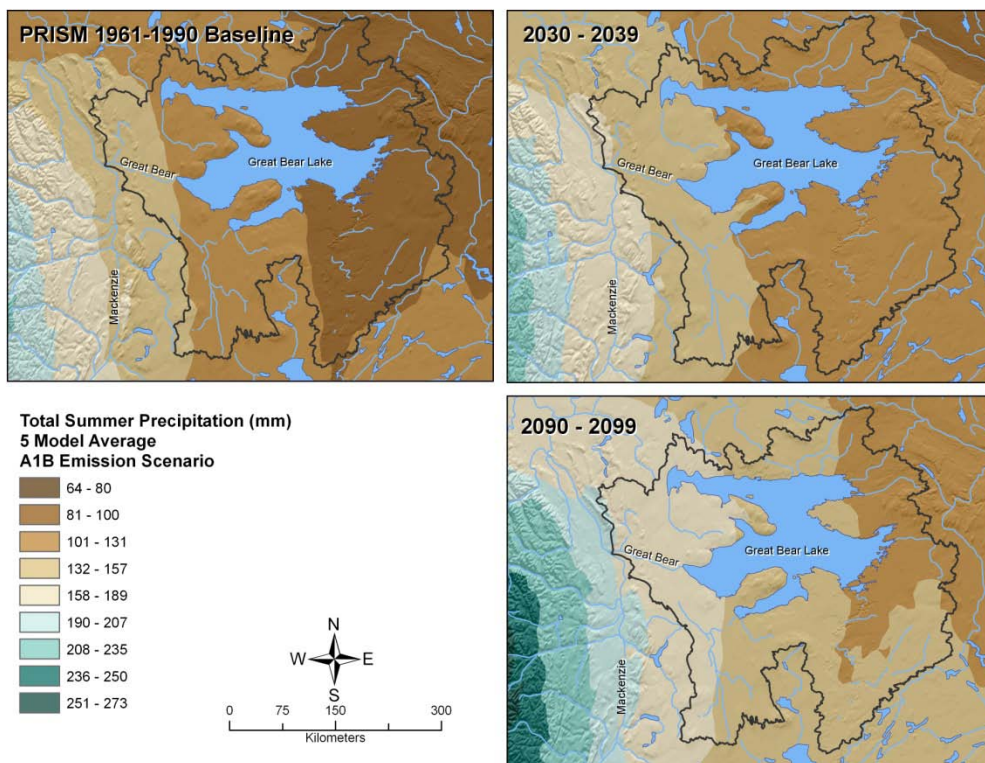 PRISM 1961-1990 Baseline
Great Bear
Great Bear Lake
Mackenzie
2030 - 2039
Great Bear
Great Bear Lake
Mackenzie
Total Summer Precipitation (mm)
5 Model Average
A1B Emission Scenario
64 - 80
81 - 100
101 - 131
132 - 157
158 - 189
190 - 207
208 - 235
236 - 250
251 - 273
N
W E
S
0 75 150 300
Kilometers
2090 - 2099
Great Bear
Great Bear Lake
Mackenzie